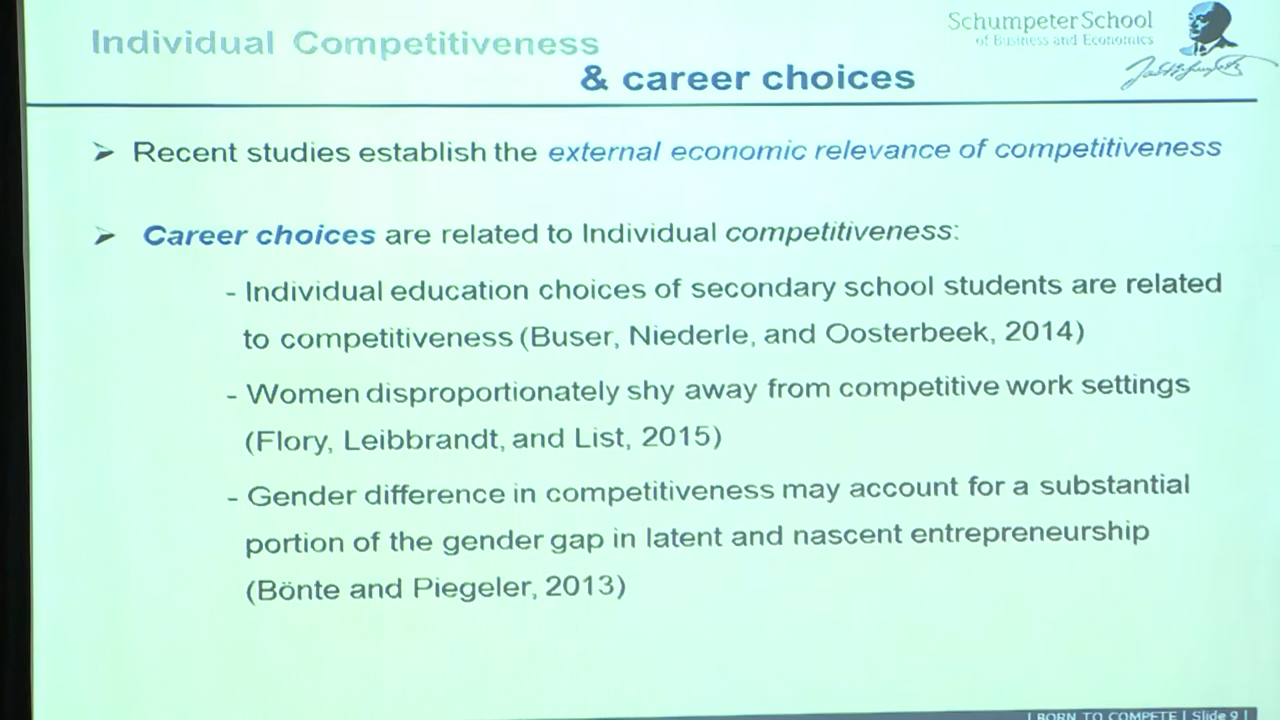 Schumpeter School
of Business and Economics
Individual Competitiveness
& career choices
➢ Recent studies establish the external economic relevance of competitiveness
➢ Career choices are related to Individual competitiveness:
- Individual education choices of secondary school students are related
to competitiveness (Buser, Niederle, and Oosterbeek, 2014)
- Women disproportionately shy away from competitive work settings
(Flory, Leibbrandt, and List, 2015)
- Gender difference in competitiveness may account for a substantial
portion of the gender gap in latent and nascent entrepreneurship
(Bönte and Piegeler, 2013)
| BORN TO COMPETE | Slide 9 |